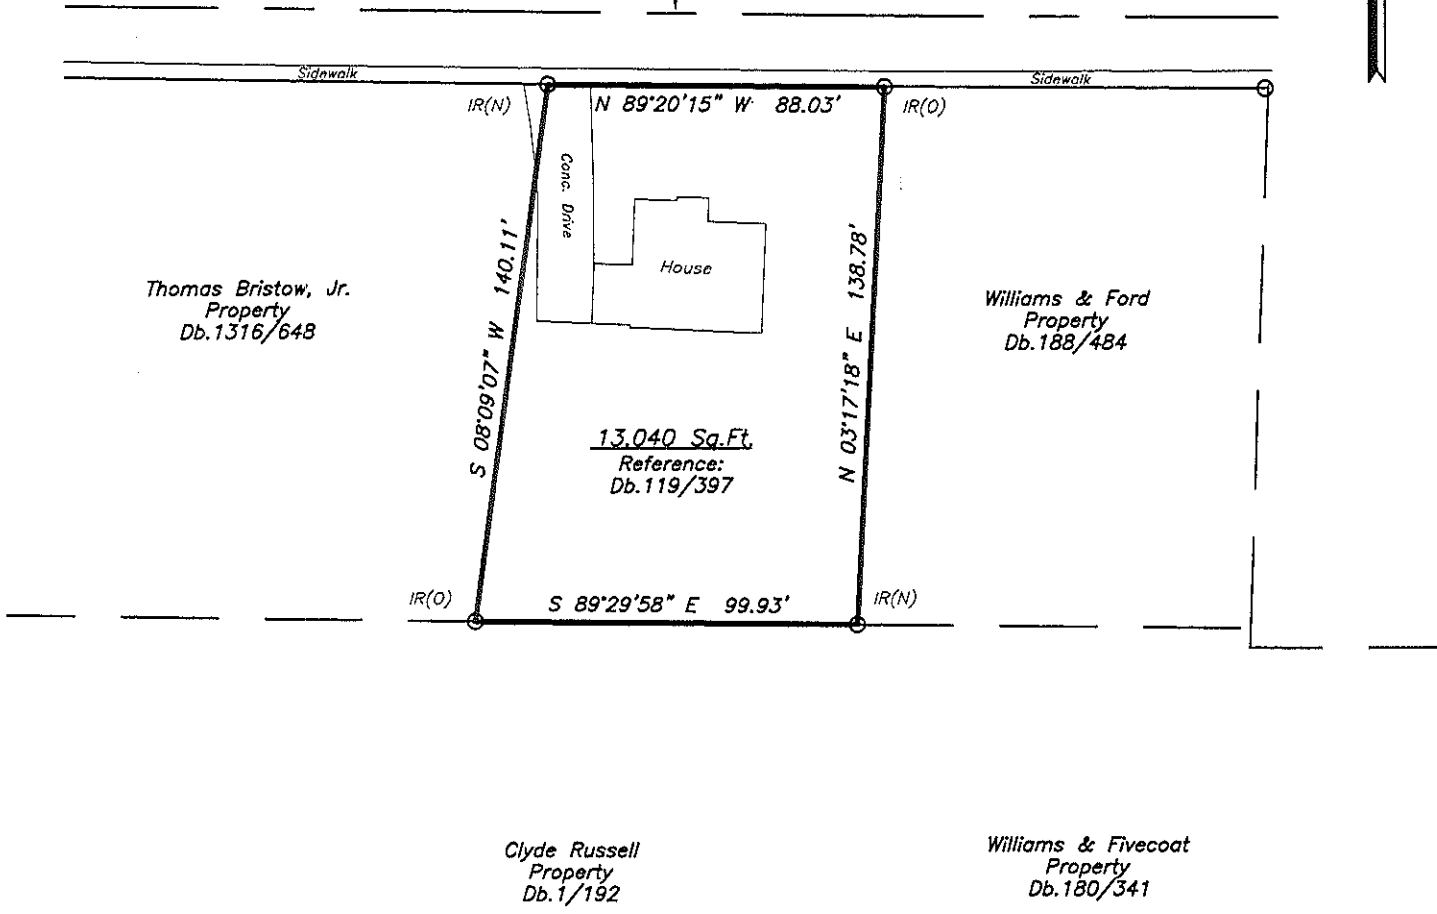 Sidewalk
Sidewalk
IR(N)
N 89°20'15" W 88.03'
IR(O)
Conc. Drive
House
S 08°09'07" W 140.11'
N 03°17'18" E 138.78'
Thomas Bristow, Jr.
Property
Db.1316/648
Williams & Ford
Property
Db.188/484
13.040 Sq.Ft.
Reference:
Db.119/397
IR(O)
S 89°29'58" E 99.93'
IR(N)
Clyde Russell
Property
Db.1/192
Williams & Fivecoat
Property
Db.180/341